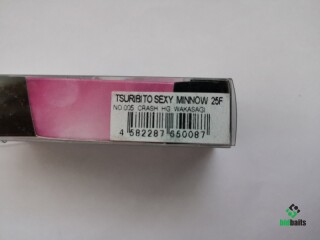 TSURIBITO SEXY MINNOW 25F
NO.005 CRASH HG WAKASAGI
4 582287 650087